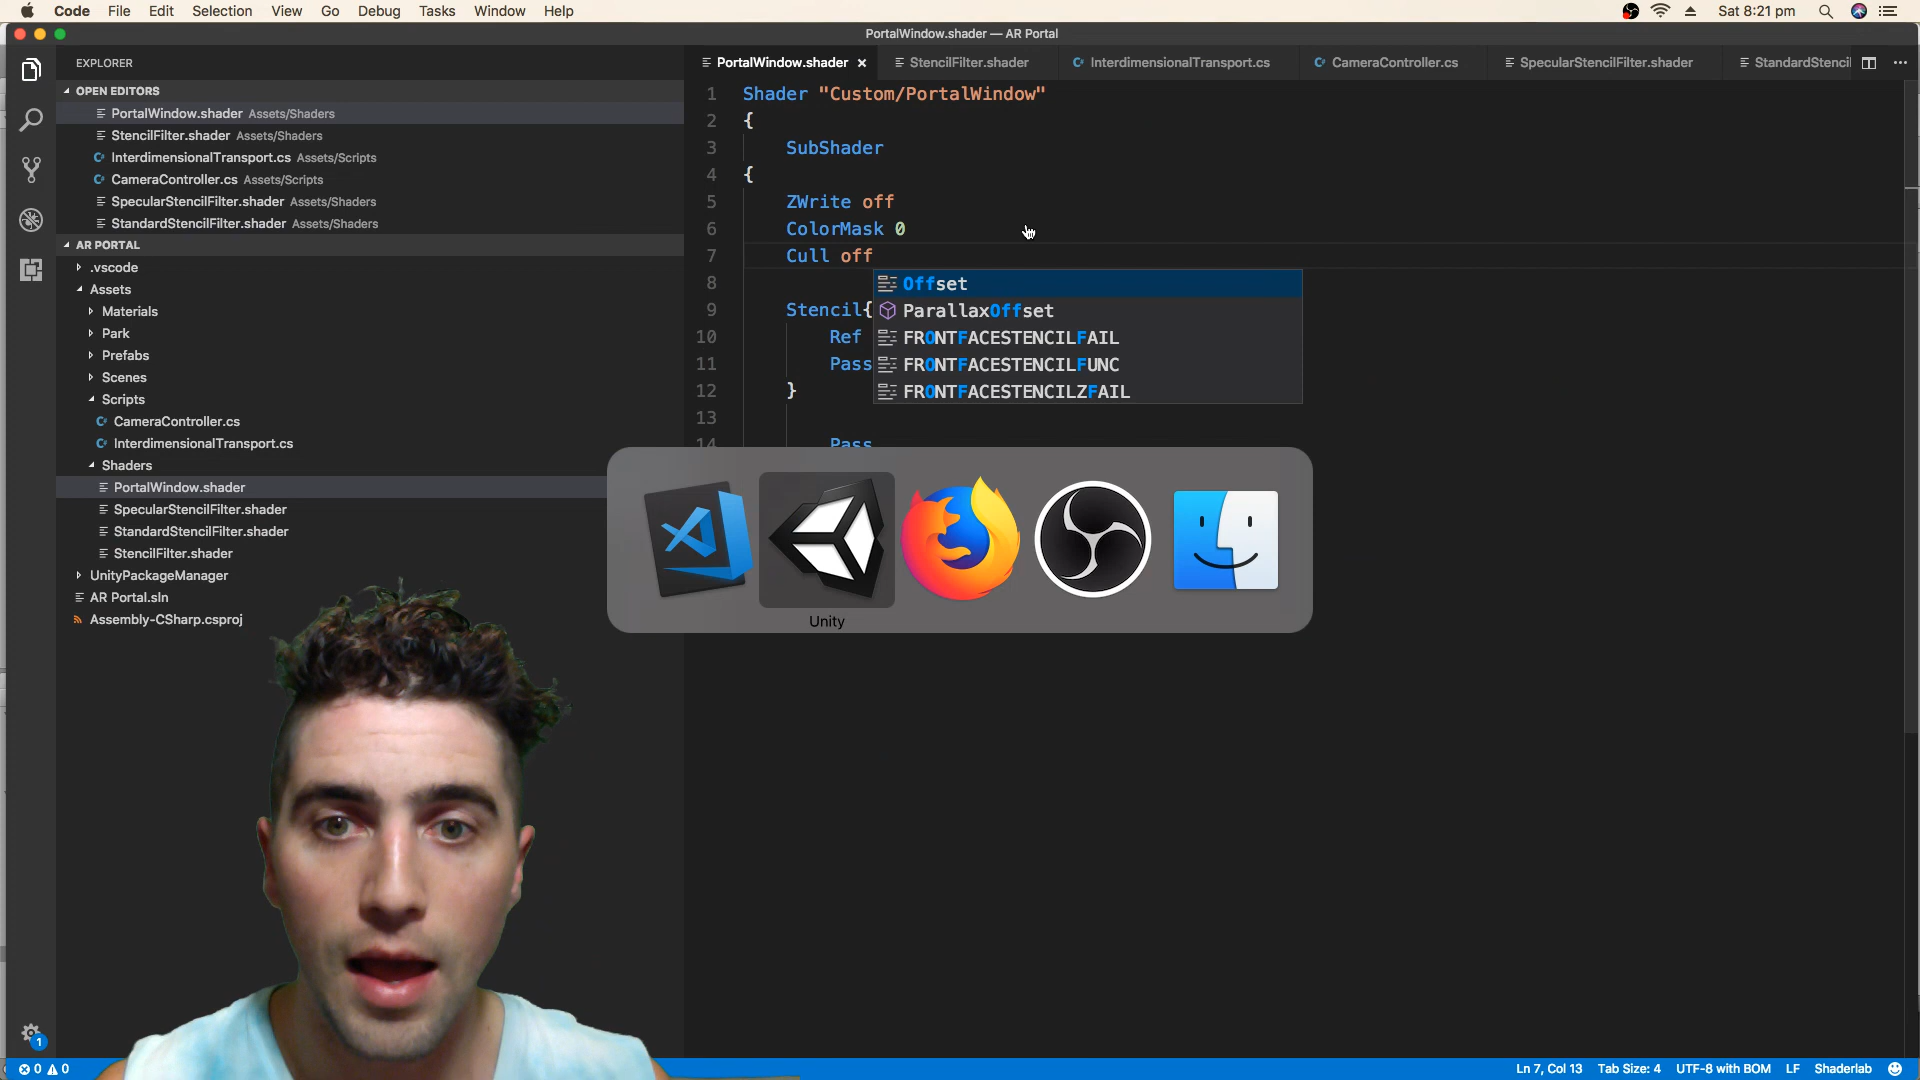 Code File Edit Selection View Go Debug Tasks Window Help
Sat 8:21 pm
PortalWindow.shader — AR Portal
EXPLORER
OPEN EDITORS
PortalWindow.shader Assets/Shaders
StencilFilter.shader Assets/Shaders
InterdimensionalTransport.cs Assets/Scripts
CameraController.cs Assets/Scripts
SpecularStencilFilter.shader Assets/Shaders
StandardStencilFilter.shader Assets/Shaders
AR PORTAL
.vscode
Assets
Materials
Park
Prefabs
Scenes
Scripts
CameraController.cs
InterdimensionalTransport.cs
Shaders
PortalWindow.shader
SpecularStencilFilter.shader
StandardStencilFilter.shader
StencilFilter.shader
UnityPackageManager
AR Portal.sln
Assembly-CSharp.csproj
PortalWindow.shader StencilFilter.shader InterdimensionalTransport.cs CameraController.cs SpecularStencilFilter.shader StandardStencil
1 Shader "Custom/PortalWindow"
2 {
3 SubShader
4 {
5 ZWrite off
6 ColorMask 0
7 Cull off
8
9 Stencil{
10 Ref
11 Pass
12 }
13
14 Pass
Offset
ParallaxOffset
FRONTFACESTENCILFAIL
FRONTFACESTENCILFUNC
FRONTFACESTENCILZFAIL
Unity
1
0 0
Ln 7, Col 13 Tab Size: 4 UTF-8 with BOM LF Shaderlab